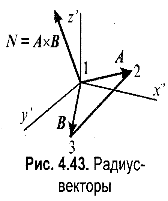 z'
N = A×B
1
A
2
x'
y'
B
3
Рис. 4.43. Радиус-
векторы